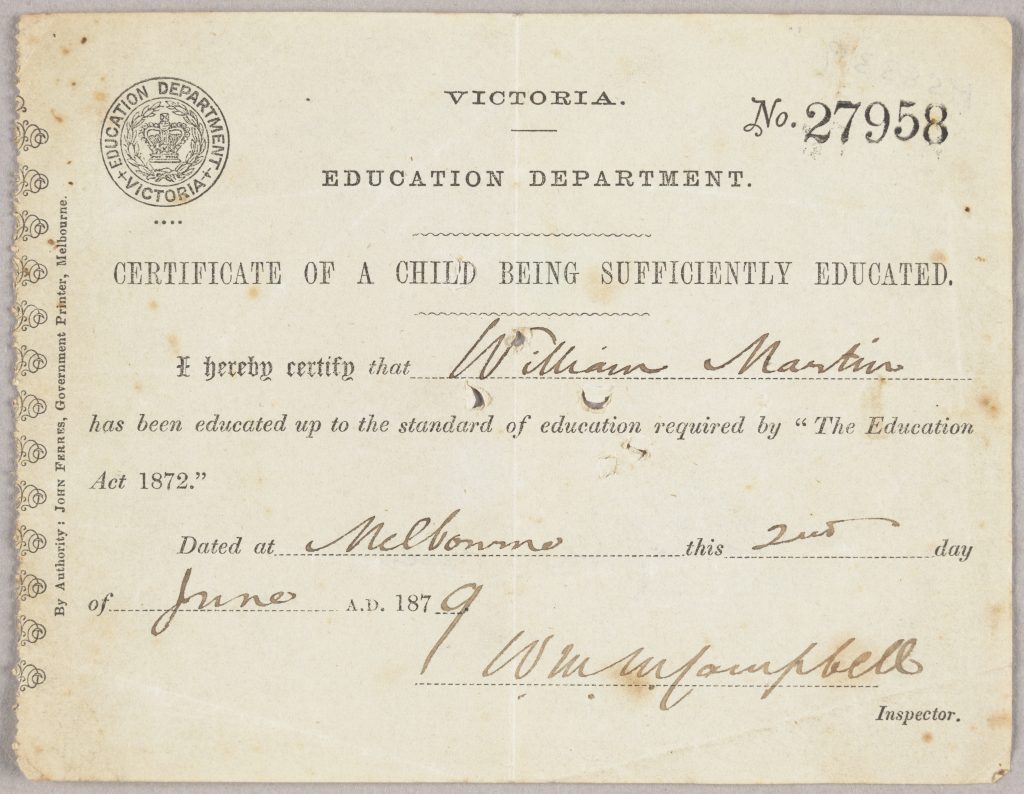 EDUCATION DEPARTMENT
VICTORIA
VICTORIA.
No. 27958
EDUCATION DEPARTMENT.
CERTIFICATE OF A CHILD BEING SUFFICIENTLY EDUCATED.
I hereby certify that William Martin
has been educated up to the standard of education required by "The Education
Act 1872."
Dated at Melbourne this 2nd day
of June A.D. 1879
Campbell
Inspector.
By Authority: JOHN FERRES, Government Printer, Melbourne.